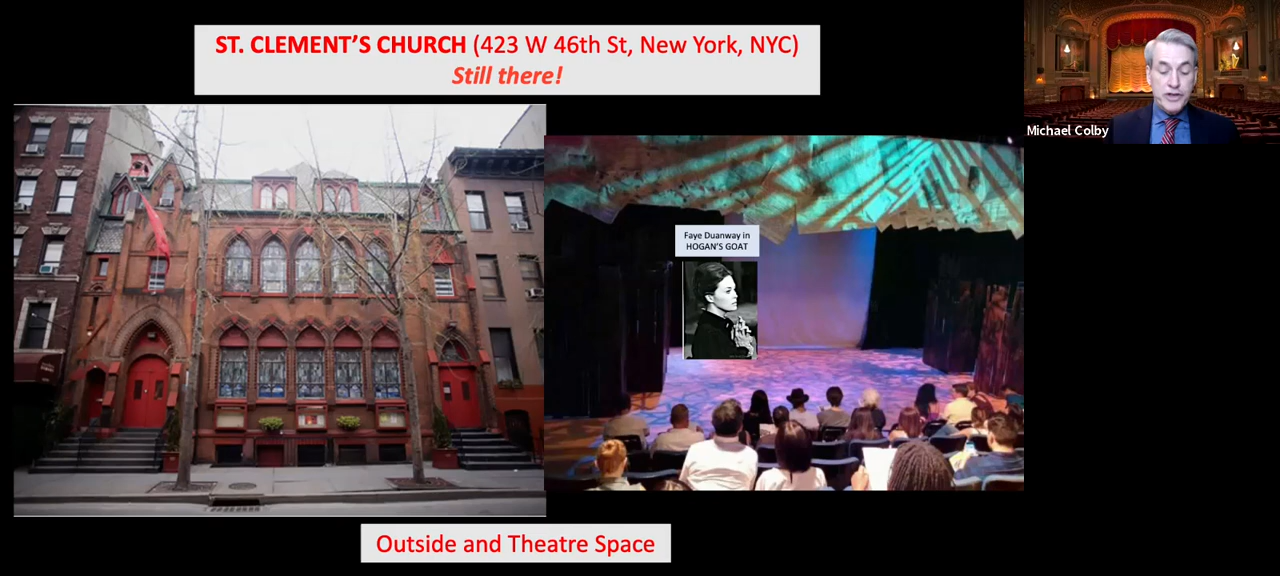 ST. CLEMENT'S CHURCH (423 W 46th St, New York, NYC)
Still there!
Michael Colby
Faye Duanway in
HOGAN'S GOAT
Outside and Theatre Space